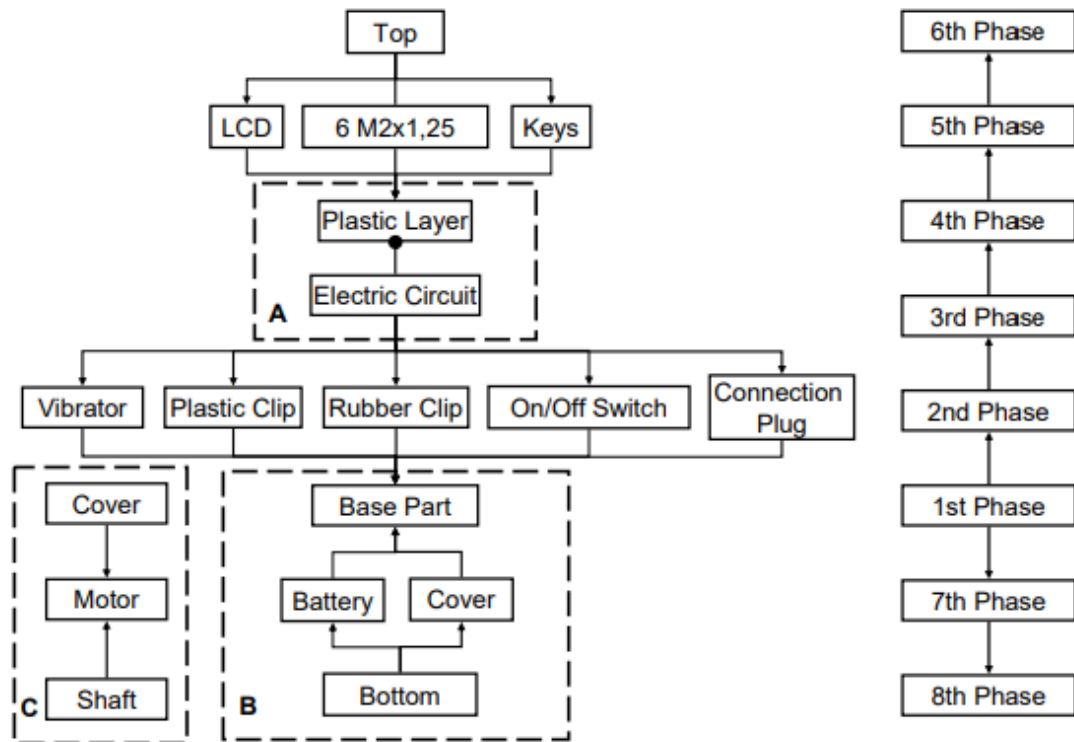 Top
6th Phase
LCD
6 M2x1,25
Keys
5th Phase
Plastic Layer
4th Phase
Electric Circuit
A
3rd Phase
Vibrator
Plastic Clip
Rubber Clip
On/Off Switch
Connection
Plug
2nd Phase
Cover
Base Part
1st Phase
Motor
Battery
Cover
7th Phase
C
Shaft
B
Bottom
8th Phase